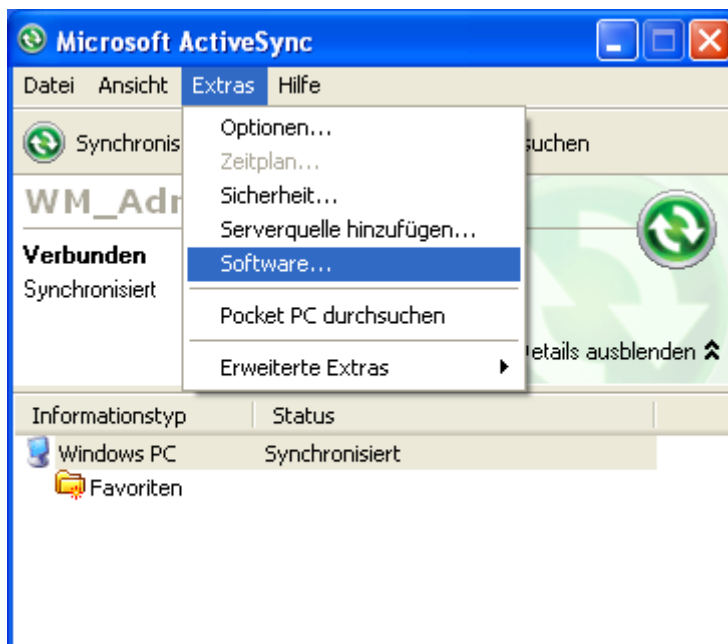 Microsoft ActiveSync
Datei Ansicht Extras Hilfe
Synchronis
suchen
Optionen...
Zeitplan...
Sicherheit...
Serverquelle hinzufügen...
Software...
Pocket PC durchsuchen
Erweiterte Extras
WM_Adr
Verbunden
Synchronisiert
etails ausblenden
Informationstyp Status
Windows PC Synchronisiert
Favoriten